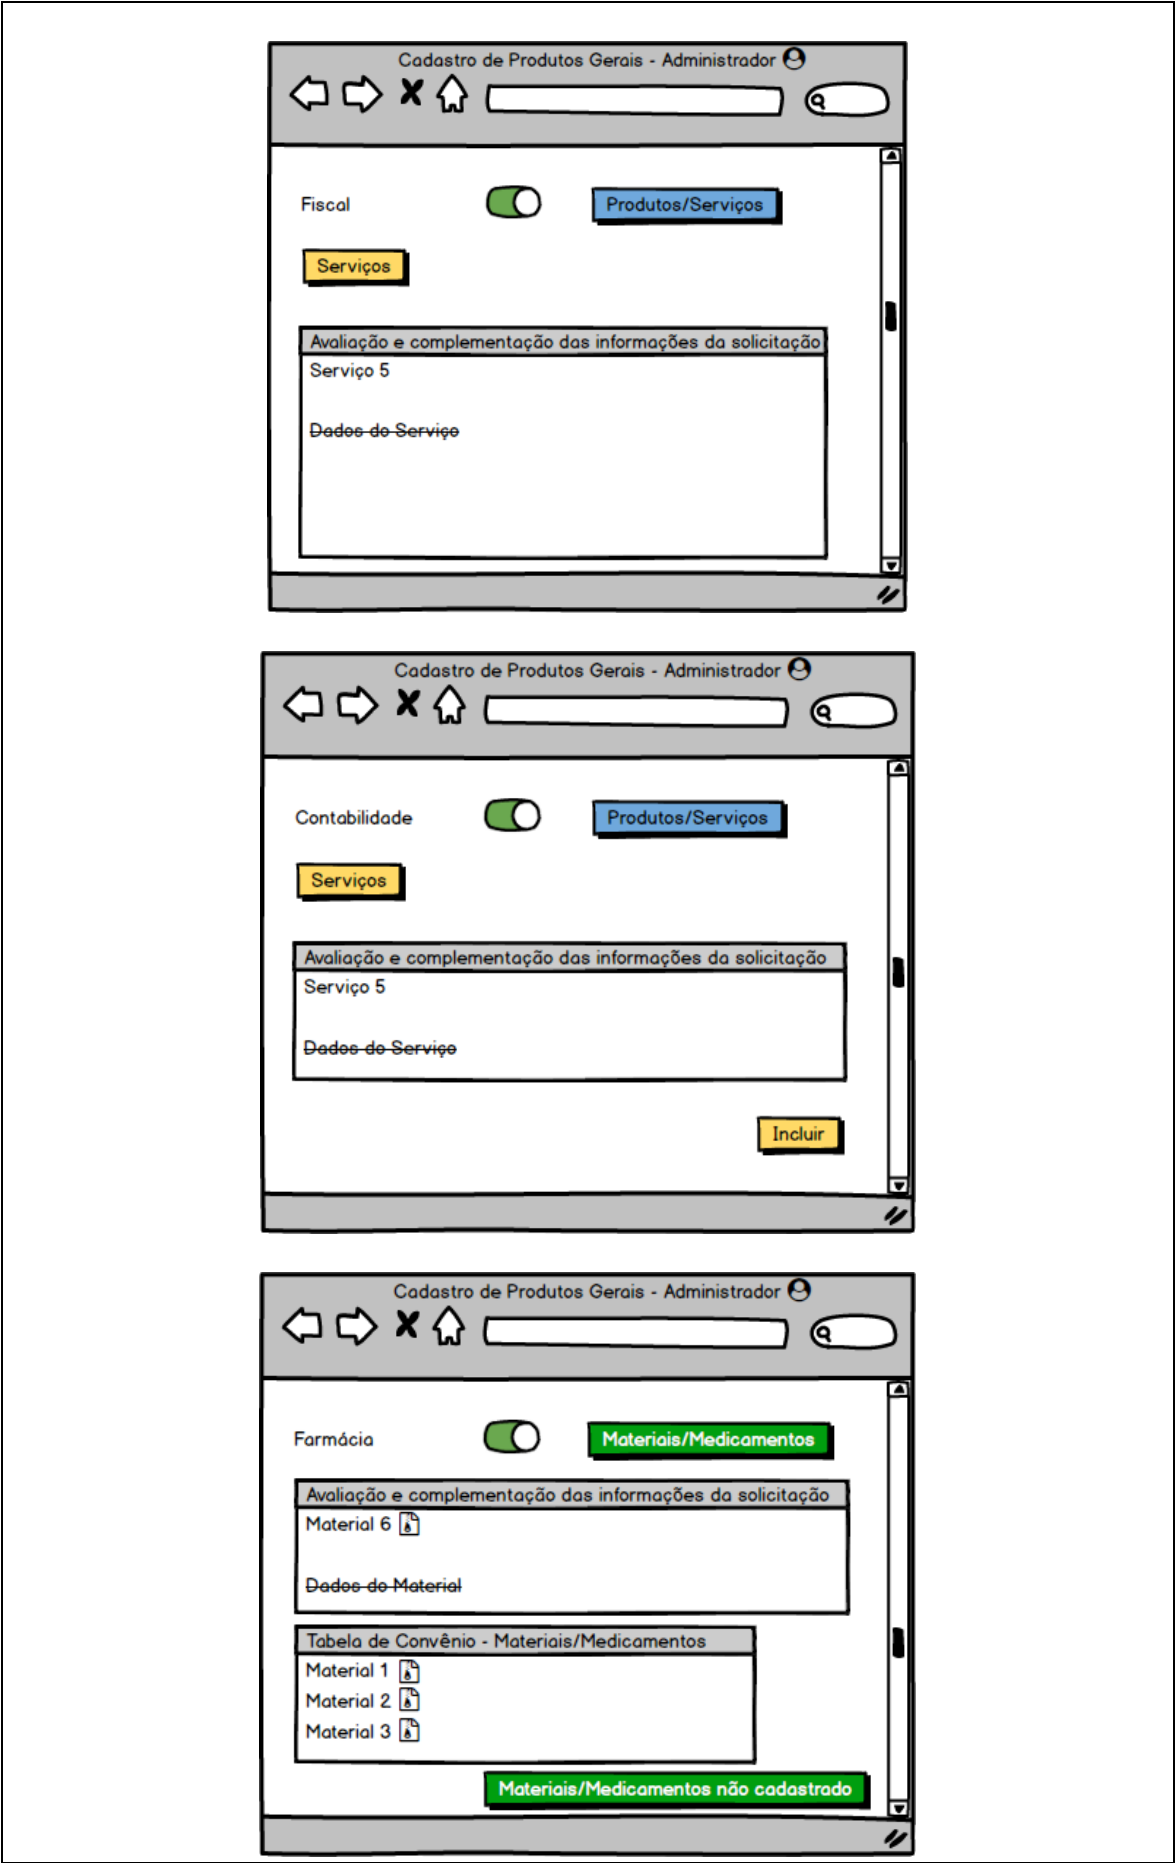 Cadastro de Produtos Gerais - Administrador
Fiscal
Produtos/Serviços
Serviços
Avaliação e complementação das informações da solicitação
Serviço 5
Dados do Serviço
Cadastro de Produtos Gerais - Administrador
Contabilidade
Produtos/Serviços
Serviços
Avaliação e complementação das informações da solicitação
Serviço 5
Dados do Serviço
Incluir
Cadastro de Produtos Gerais - Administrador
Farmácia
Materiais/Medicamentos
Avaliação e complementação das informações da solicitação
Material 6
Dados do Material
Tabela de Convênio - Materiais/Medicamentos
Material 1
Material 2
Material 3
Materiais/Medicamentos não cadastrado